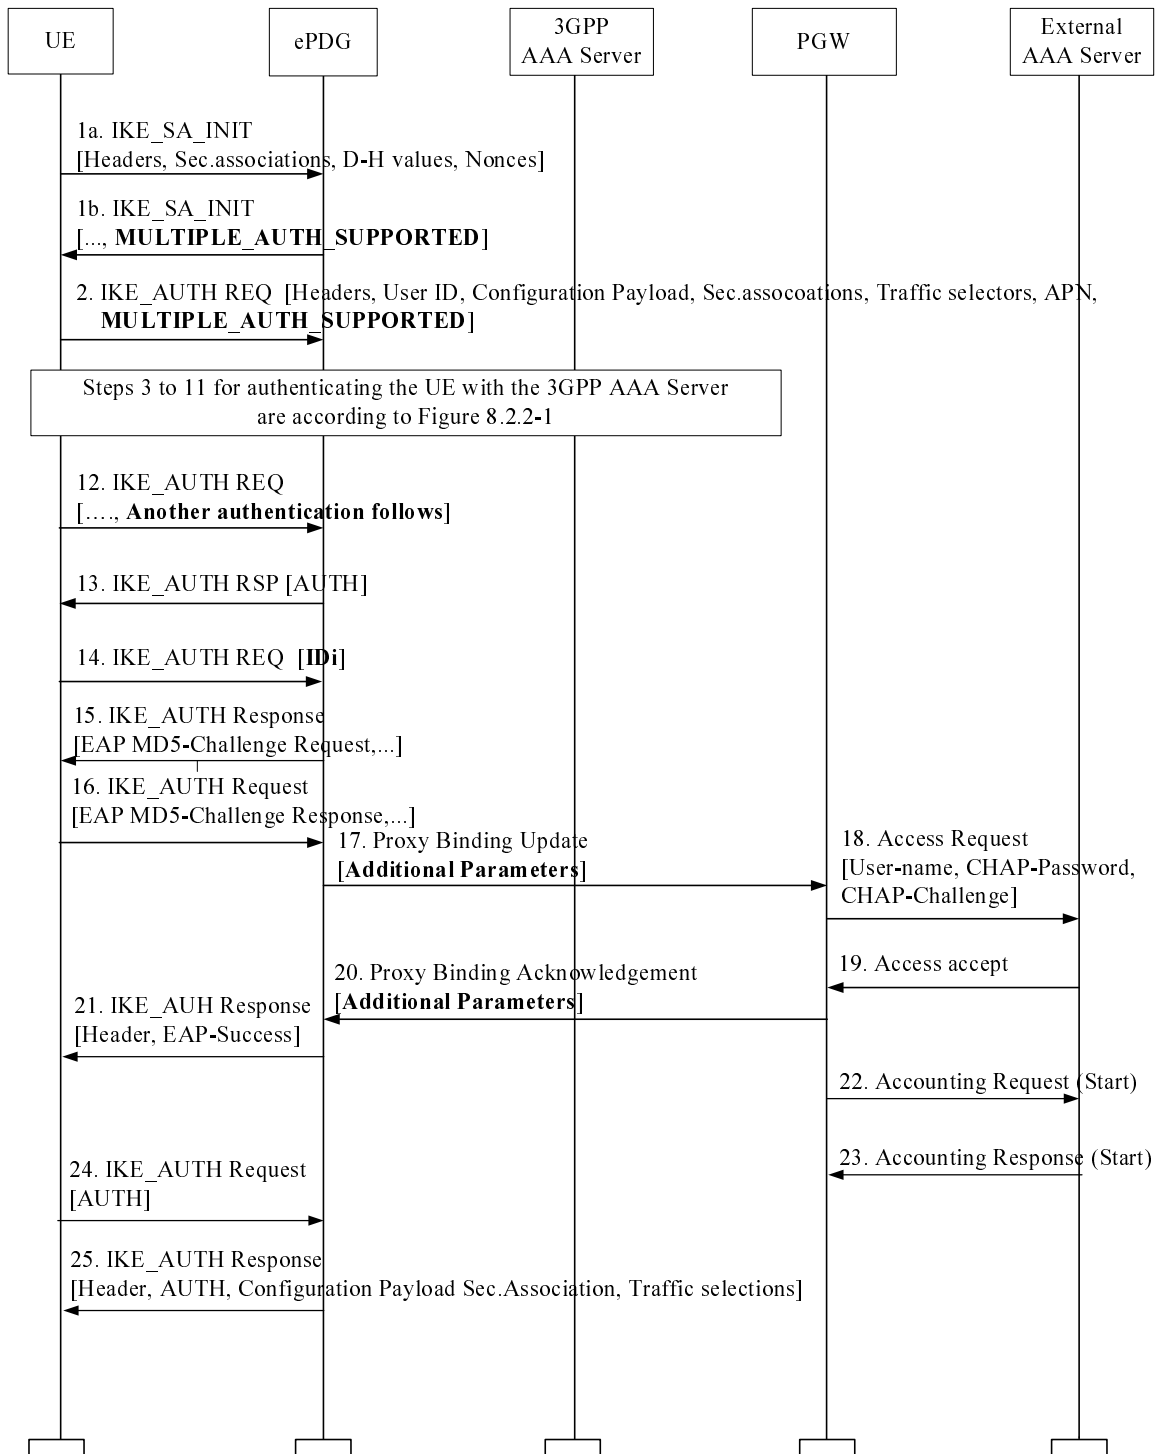 UE
ePDG
3GPP
AAA Server
PGW
External
AAA Server
1a. IKE_SA_INIT
[Headers, Sec.associations, D-H values, Nonces]
1b. IKE_SA_INIT
[..., MULTIPLE_AUTH_SUPPORTED]
2. IKE_AUTH REQ [Headers, User ID, Configuration Payload, Sec.assocoations, Traffic selectors, APN,
MULTIPLE_AUTH_SUPPORTED]
Steps 3 to 11 for authenticating the UE with the 3GPP AAA Server
are according to Figure 8.2.2-1
12. IKE_AUTH REQ
[…., Another authentication follows]
13. IKE_AUTH RSP [AUTH]
14. IKE_AUTH REQ [IDi]
15. IKE_AUTH Response
[EAP MD5-Challenge Request,...]
16. IKE_AUTH Request
[EAP MD5-Challenge Response,...]
17. Proxy Binding Update
[Additional Parameters]
18. Access Request
[User-name, CHAP-Password,
CHAP-Challenge]
19. Access accept
20. Proxy Binding Acknowledgement
[Additional Parameters]
21. IKE_AUH Response
[Header, EAP-Success]
22. Accounting Request (Start)
23. Accounting Response (Start)
24. IKE_AUTH Request
[AUTH]
25. IKE_AUTH Response
[Header, AUTH, Configuration Payload Sec.Association, Traffic selections]